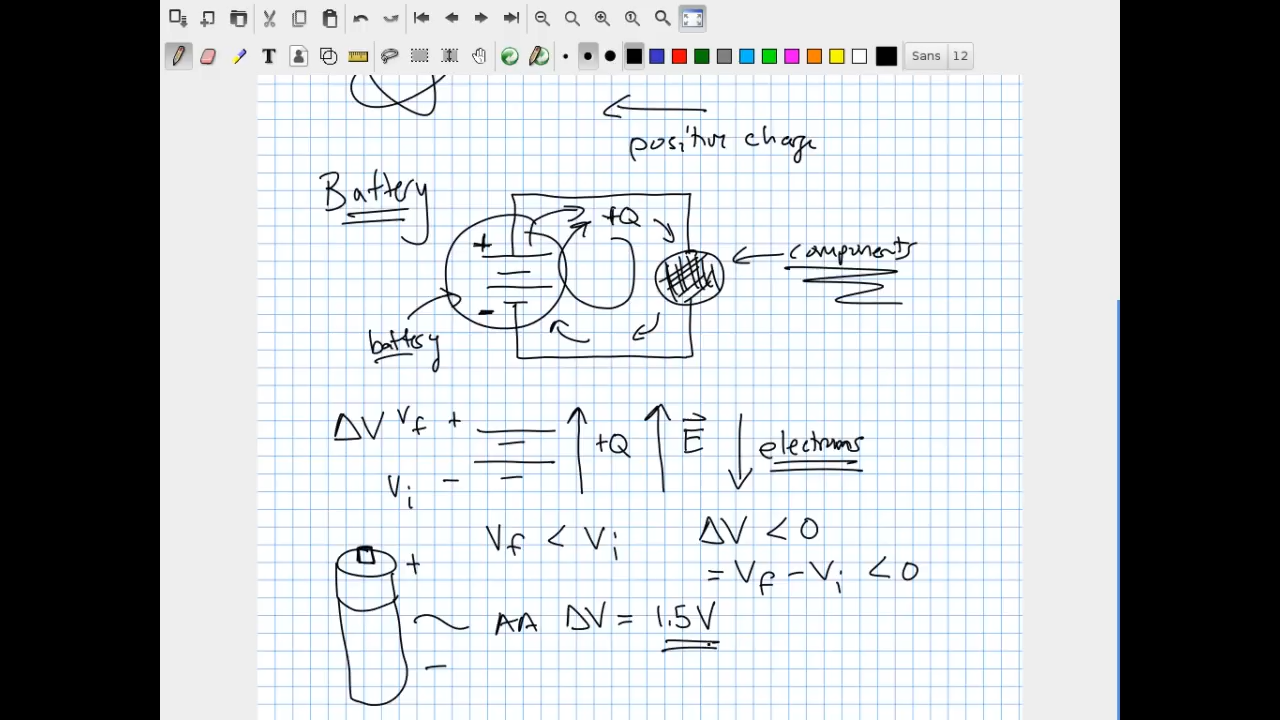 Sans 12
positive charge
Battery
+ +Q
components
-
battery
ΔV Vf +
+Q E electrons
Vi -
Vf < Vi ΔV < 0
= Vf - Vi < 0
+
AA ΔV = 1.5V
-